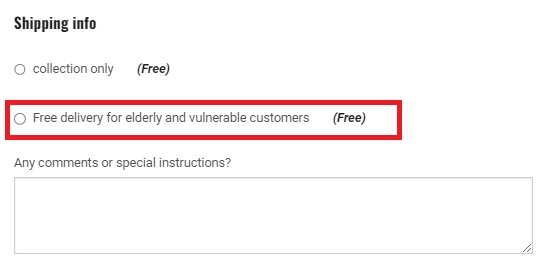 Shipping info
collection only (Free)
Free delivery for elderly and vulnerable customers (Free)
Any comments or special instructions?